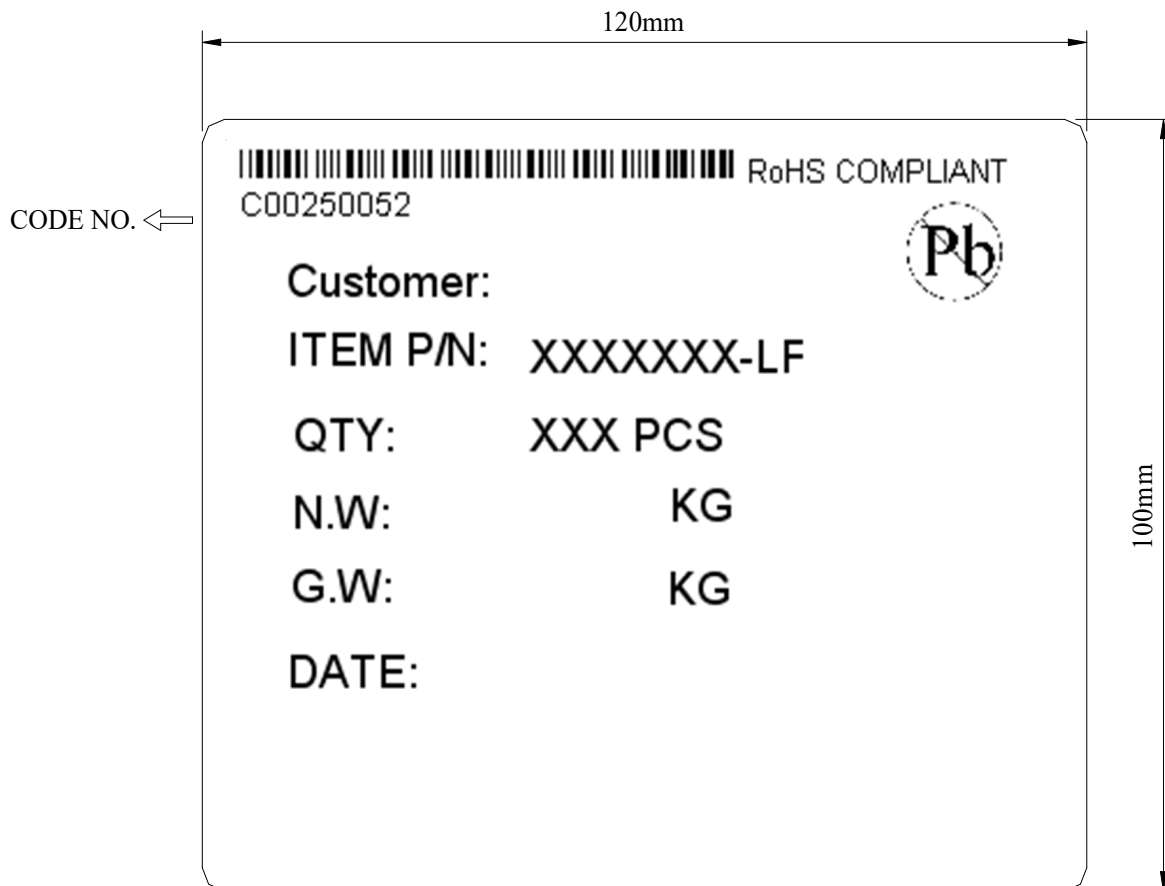 120mm
RoHS COMPLIANT
C00250052
CODE NO.
Pb
Customer:
ITEM P/N: XXXXXXX-LF
QTY: XXX PCS
N.W: KG
G.W: KG
DATE:
100mm